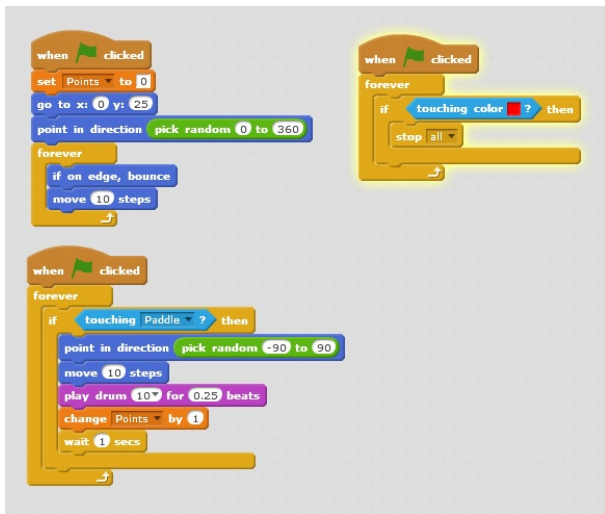 when clicked
set Points to 0
go to x: 0 y: 25
point in direction pick random 0 to 360
forever
if on edge, bounce
move 10 steps
when clicked
forever
if touching color ? then
stop all
when clicked
forever
if touching Paddle ? then
point in direction pick random -90 to 90
move 10 steps
play drum 10 for 0.25 beats
change Points by 1
wait 1 secs